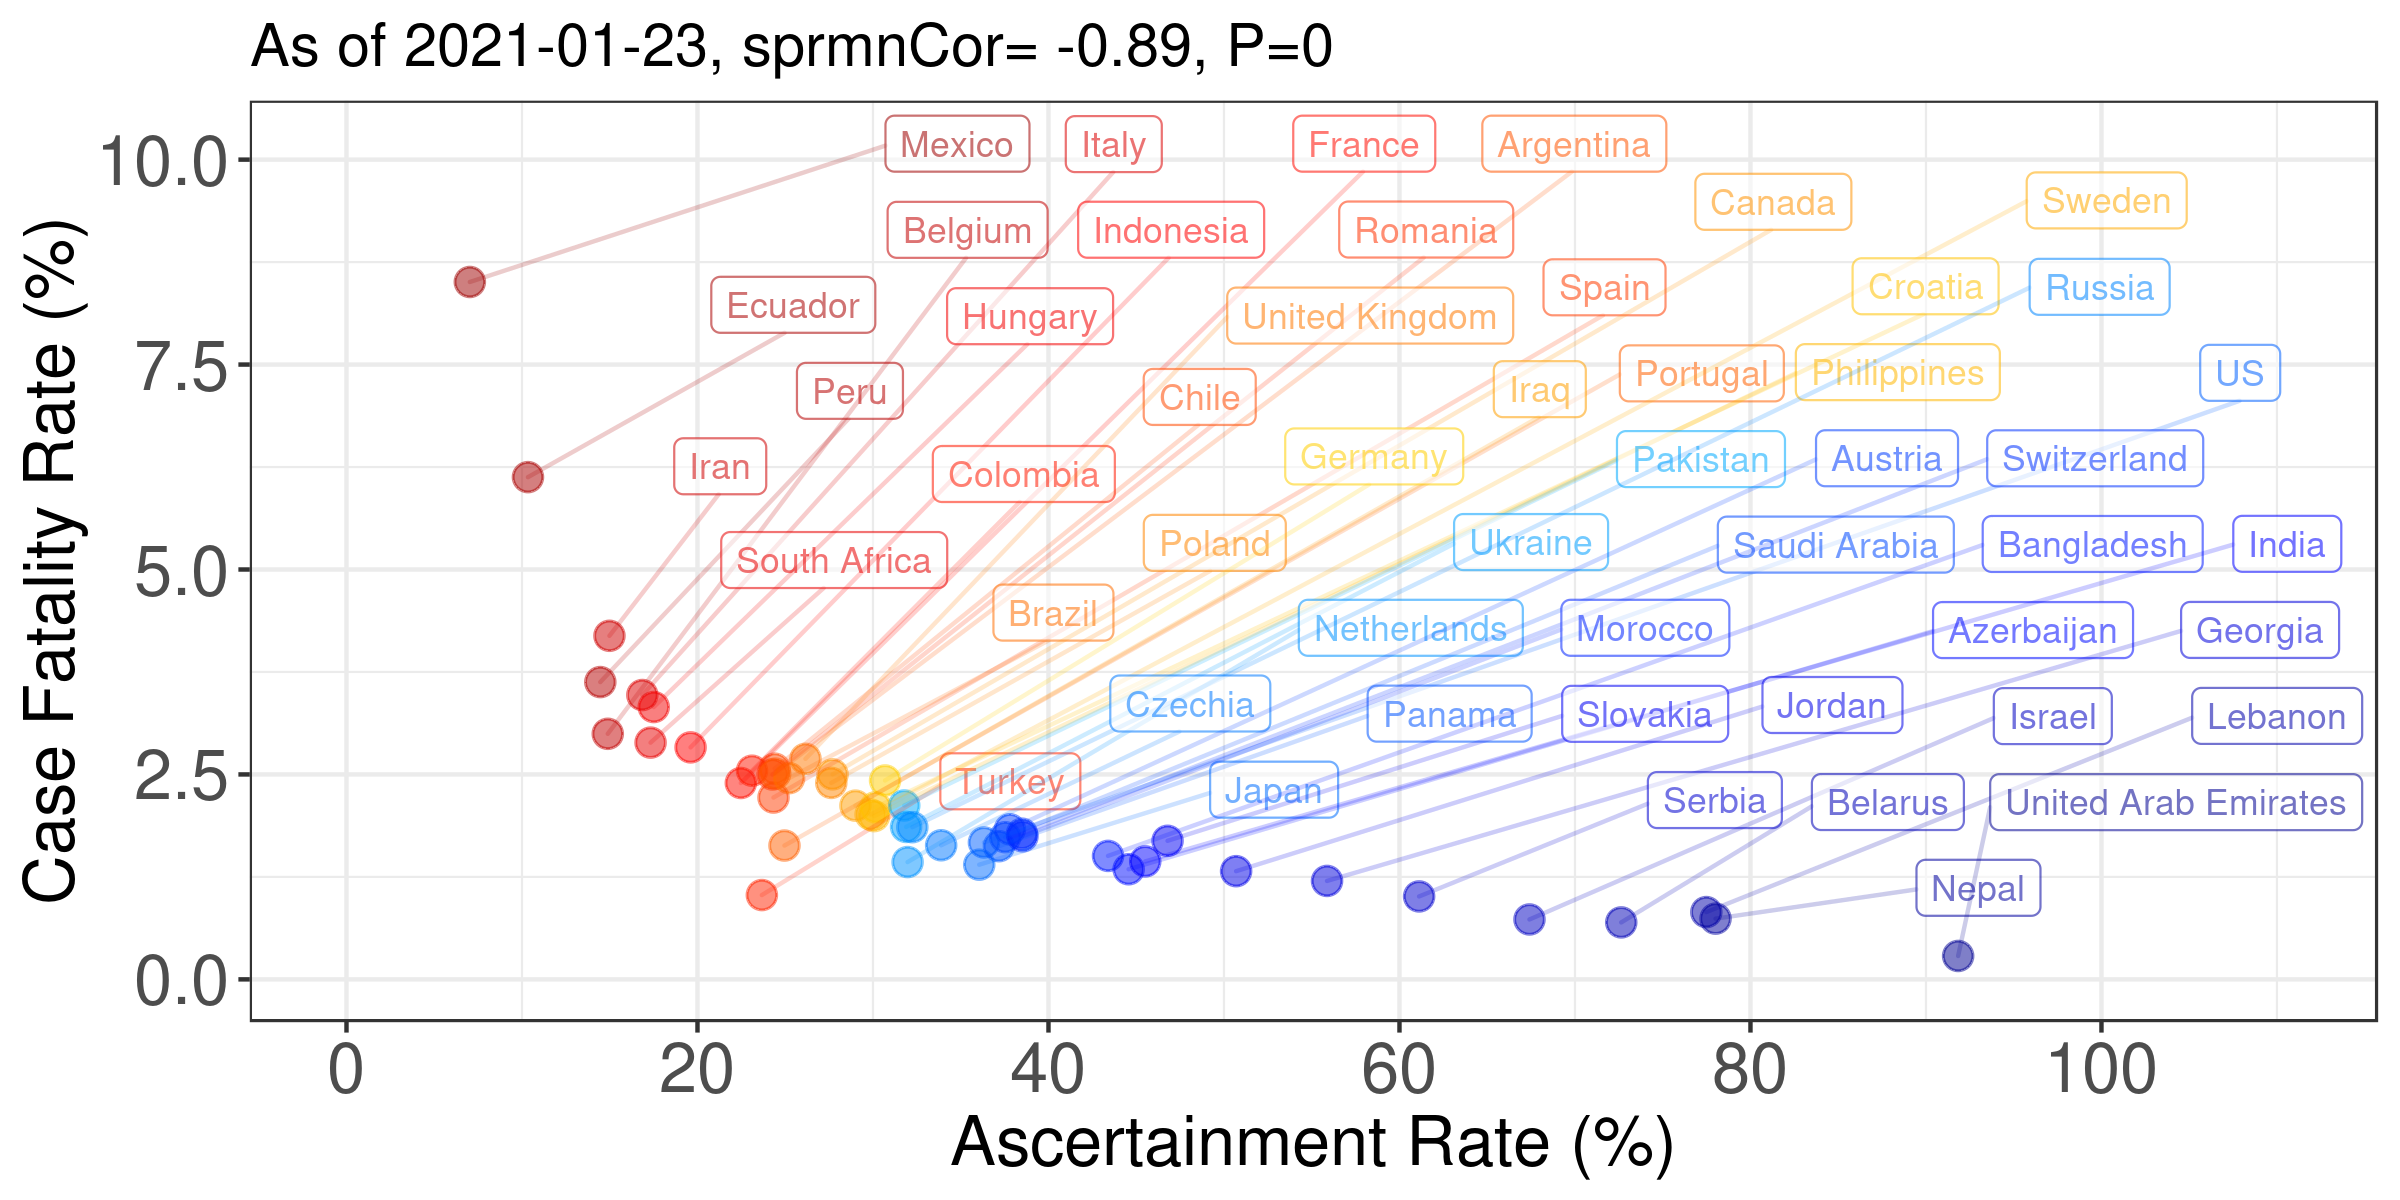 As of 2021-01-23, sprmnCor= -0.89, P=0
Case Fatality Rate (%)
10.0
7.5
5.0
2.5
0.0
Mexico
Italy
France
Argentina
Canada
Sweden
Belgium
Indonesia
Romania
Ecuador
Hungary
United Kingdom
Spain
Croatia
Russia
Peru
Chile
Iraq
Portugal
Philippines
US
Iran
Colombia
Germany
Pakistan
Austria
Switzerland
South Africa
Poland
Ukraine
Saudi Arabia
Bangladesh
India
Brazil
Netherlands
Morocco
Azerbaijan
Georgia
Czechia
Panama
Slovakia
Jordan
Israel
Lebanon
Turkey
Japan
Serbia
Belarus
United Arab Emirates
Nepal
0
20
40
60
80
100
Ascertainment Rate (%)